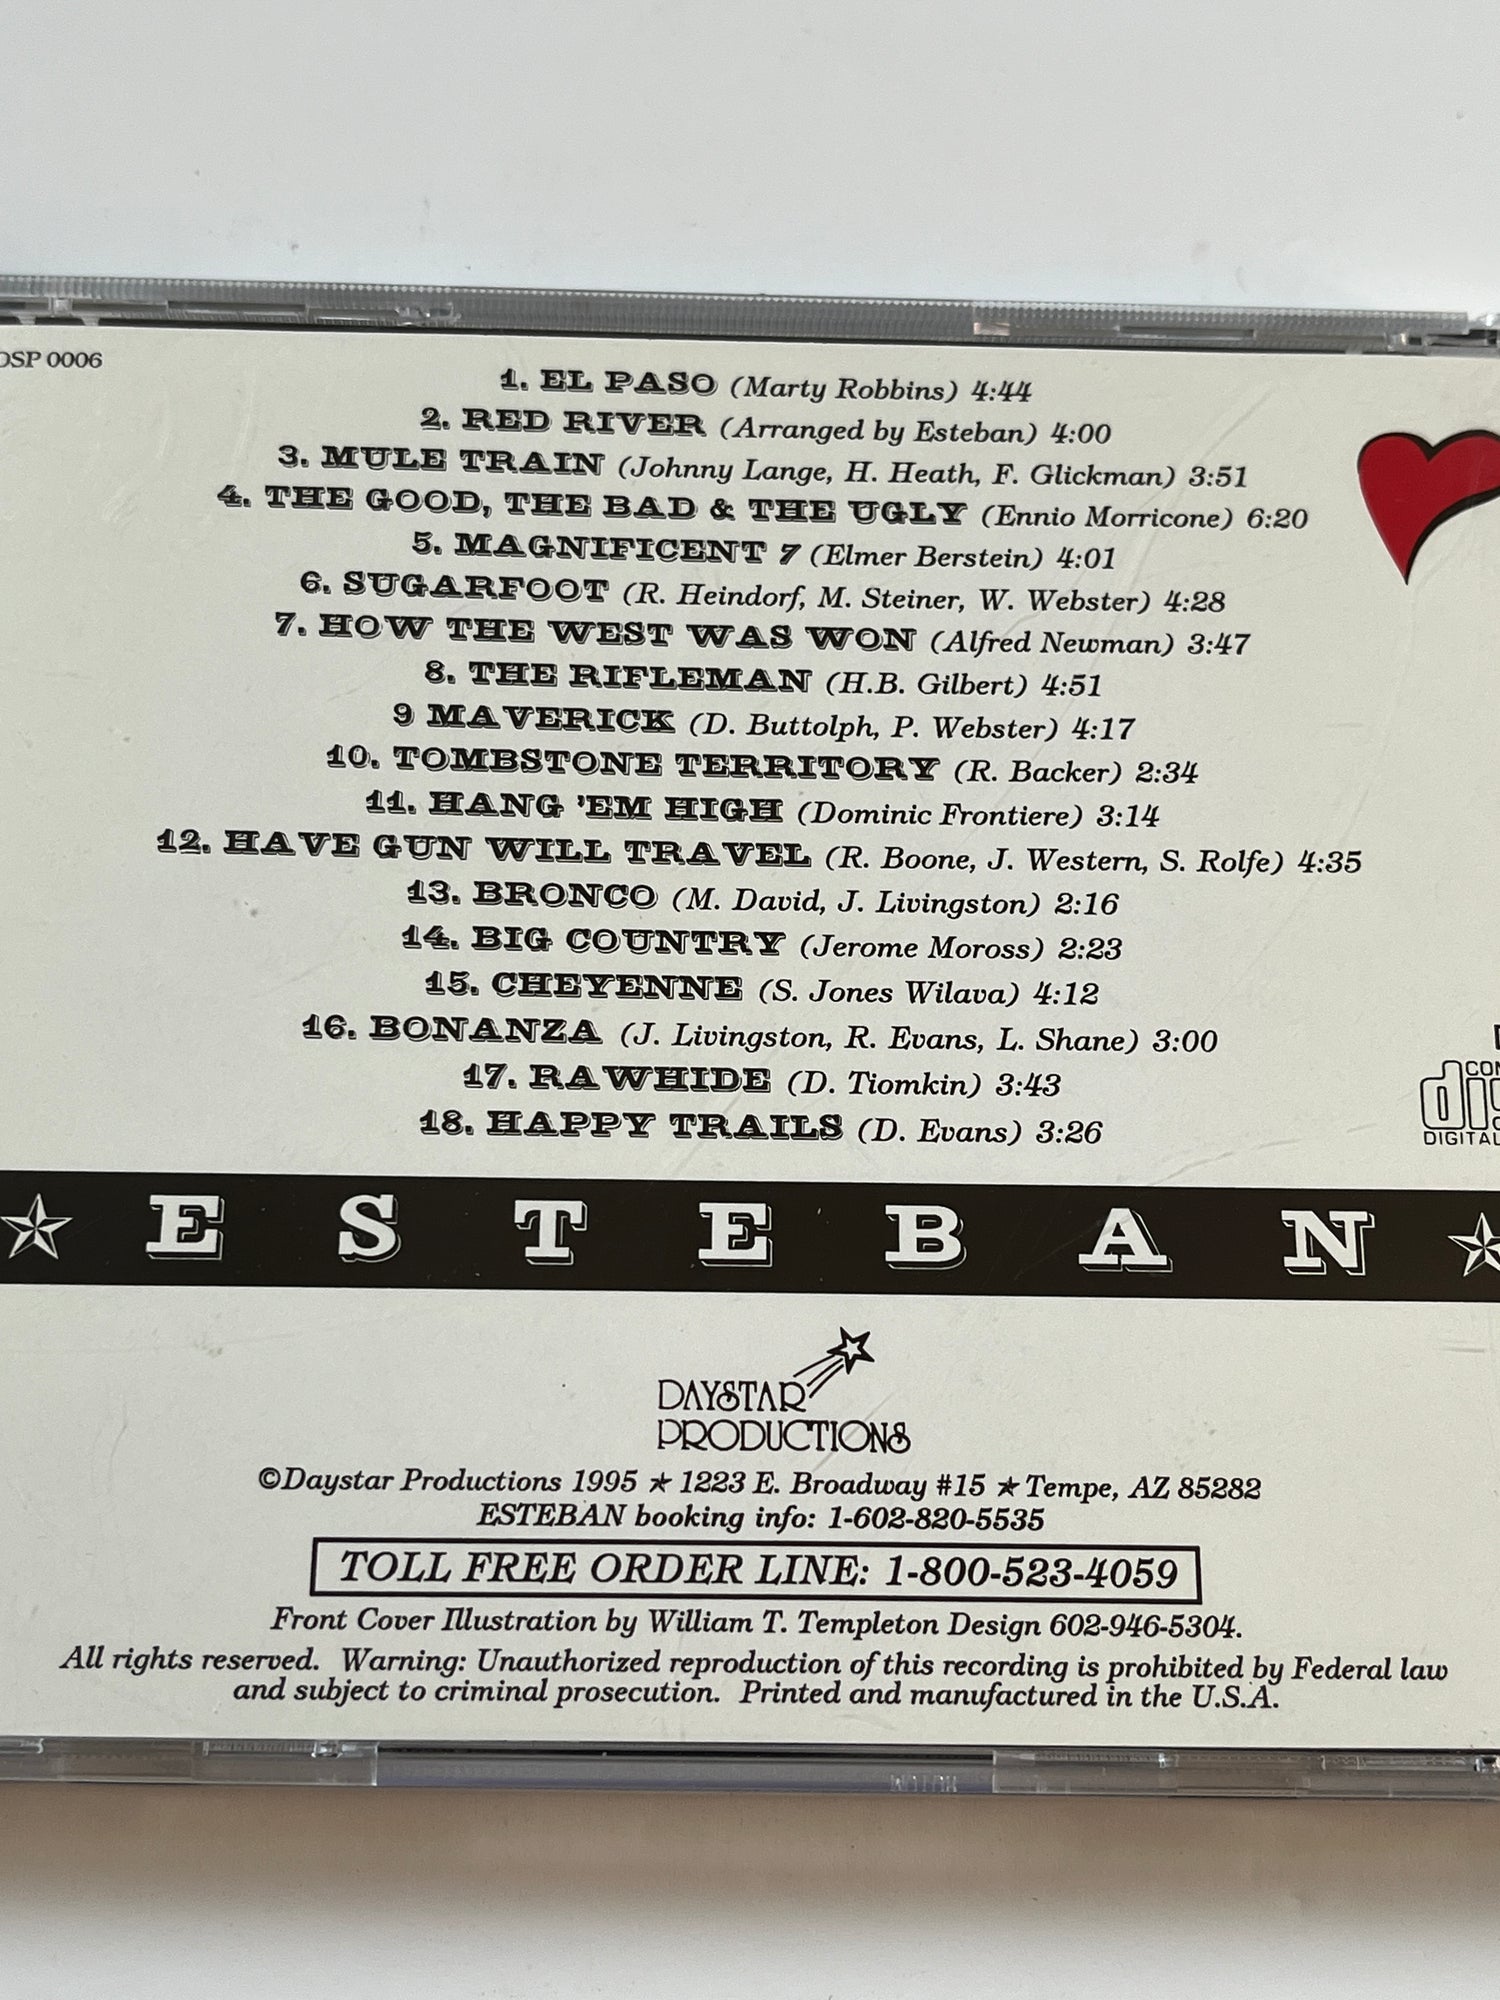 DSP 0006
1. EL PASO (Marty Robbins) 4:44
2. RED RIVER (Arranged by Esteban) 4:00
3. MULE TRAIN (Johnny Lange, H. Heath, F. Glickman) 3:51
4. THE GOOD, THE BAD & THE UGLY (Ennio Morricone) 6:20
5. MAGNIFICENT 7 (Elmer Berstein) 4:01
6. SUGARFOOT (R. Heindorf, M. Steiner, W. Webster) 4:28
7. HOW THE WEST WAS WON (Alfred Newman) 3:47
8. THE RIFLEMAN (H.B. Gilbert) 4:51
9 MAVERICK (D. Buttolph, P. Webster) 4:17
10. TOMBSTONE TERRITORY (R. Backer) 2:34
11. HANG 'EM HIGH (Dominic Frontiere) 3:14
12. HAVE GUN WILL TRAVEL (R. Boone, J. Western, S. Rolfe) 4:35
13. BRONCO (M. David, J. Livingston) 2:16
14. BIG COUNTRY (Jerome Moross) 2:23
15. CHEYENNE (S. Jones Wilava) 4:12
16. BONANZA (J. Livingston, R. Evans, L. Shane) 3:00
17. RAWHIDE (D. Tiomkin) 3:43
18. HAPPY TRAILS (D. Evans) 3:26
DIGITAL
ESTEBAN
DAYSTAR
PRODUCTIONS
©Daystar Productions 1995 ★ 1223 E. Broadway #15 ★ Tempe, AZ 85282
ESTEBAN booking info: 1-602-820-5535
TOLL FREE ORDER LINE: 1-800-523-4059
Front Cover Illustration by William T. Templeton Design 602-946-5304.
All rights reserved. Warning: Unauthorized reproduction of this recording is prohibited by Federal law
and subject to criminal prosecution. Printed and manufactured in the U.S.A.